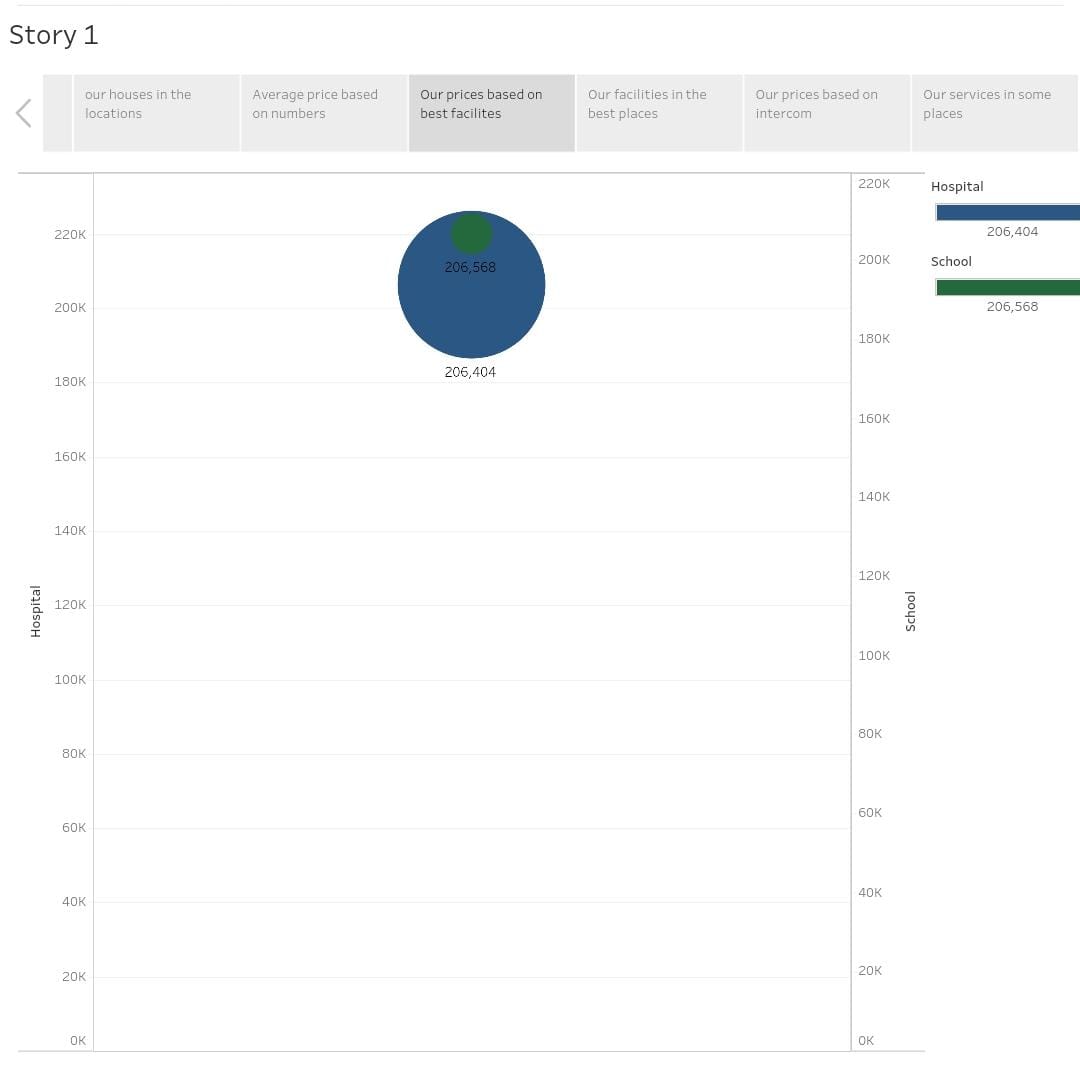 Story 1
our houses in the
locations
Average price based
on numbers
Our prices based on
best facilites
Our facilities in the
best places
Our prices based on
intercom
Our services in some
places
220K
200K
180K
160K
140K
120K
100K
80K
60K
40K
20K
0K
Hospital
206,568
206,404
220K
200K
180K
160K
140K
120K
100K
80K
60K
40K
20K
0K
School
Hospital
206,404
School
206,568